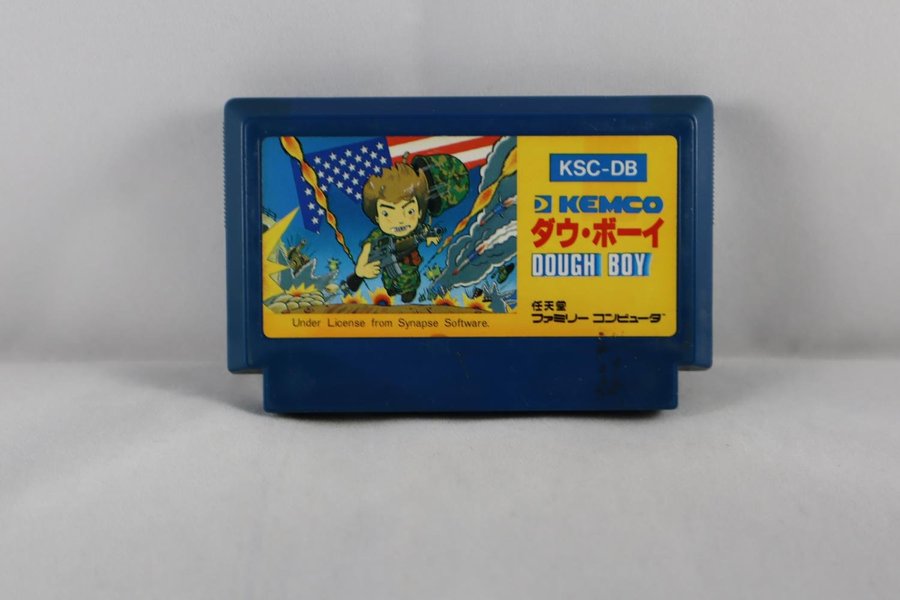 KSC-DB
KEMCO
ダウ・ボーイ
DOUGH BOY
任天堂
ファミリー コンピュータ
Under License from Synapse Software.